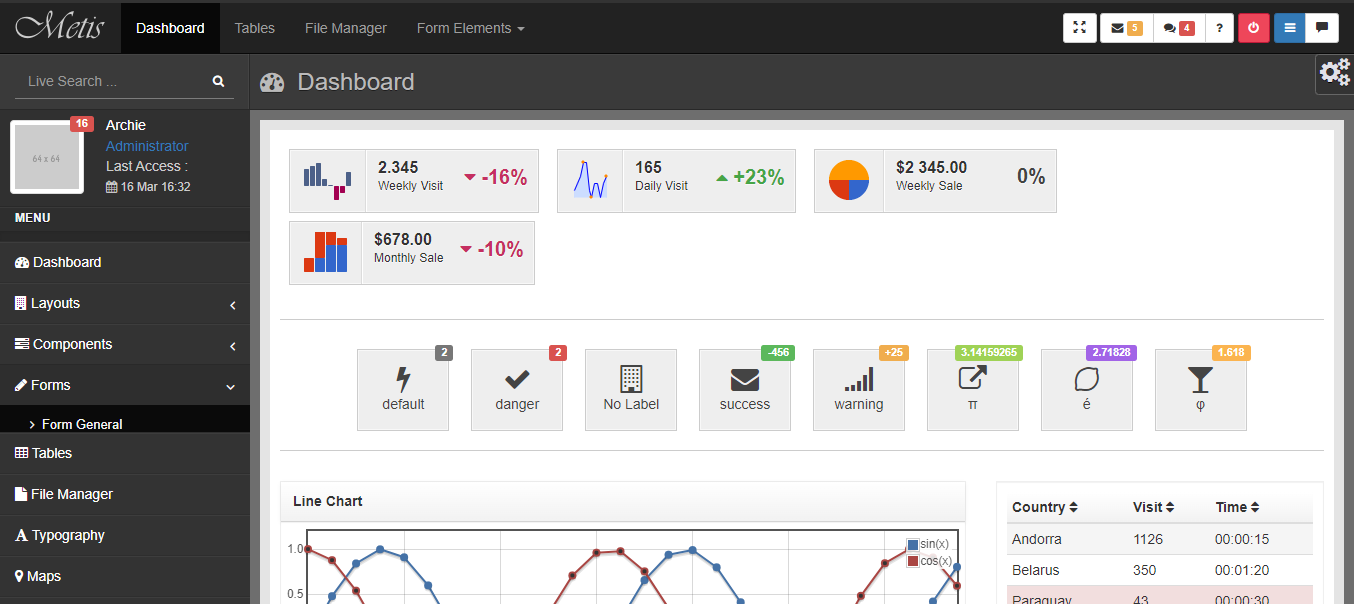 Metis Dashboard Tables File Manager Form Elements 5 4 ?
Live Search ...
Dashboard
16
64 x 64
Archie
Administrator
Last Access :
16 Mar 16:32
MENU
Dashboard
Layouts
Components
Forms
Form General
Tables
File Manager
Typography
Maps
2.345
Weekly Visit
-16%
165
Daily Visit
+23%
$2 345.00
Weekly Sale
0%
$678.00
Monthly Sale
-10%
2
default
2
danger
No Label
-456
success
+25
warning
3.14159265
π
2.71828
é
1.618
φ
Line Chart
1.0
0.5
sin(x)
cos(x)
Country Visit Time
Andorra 1126 00:00:15
Belarus 350 00:01:20
Paraguay 43 00:00:30